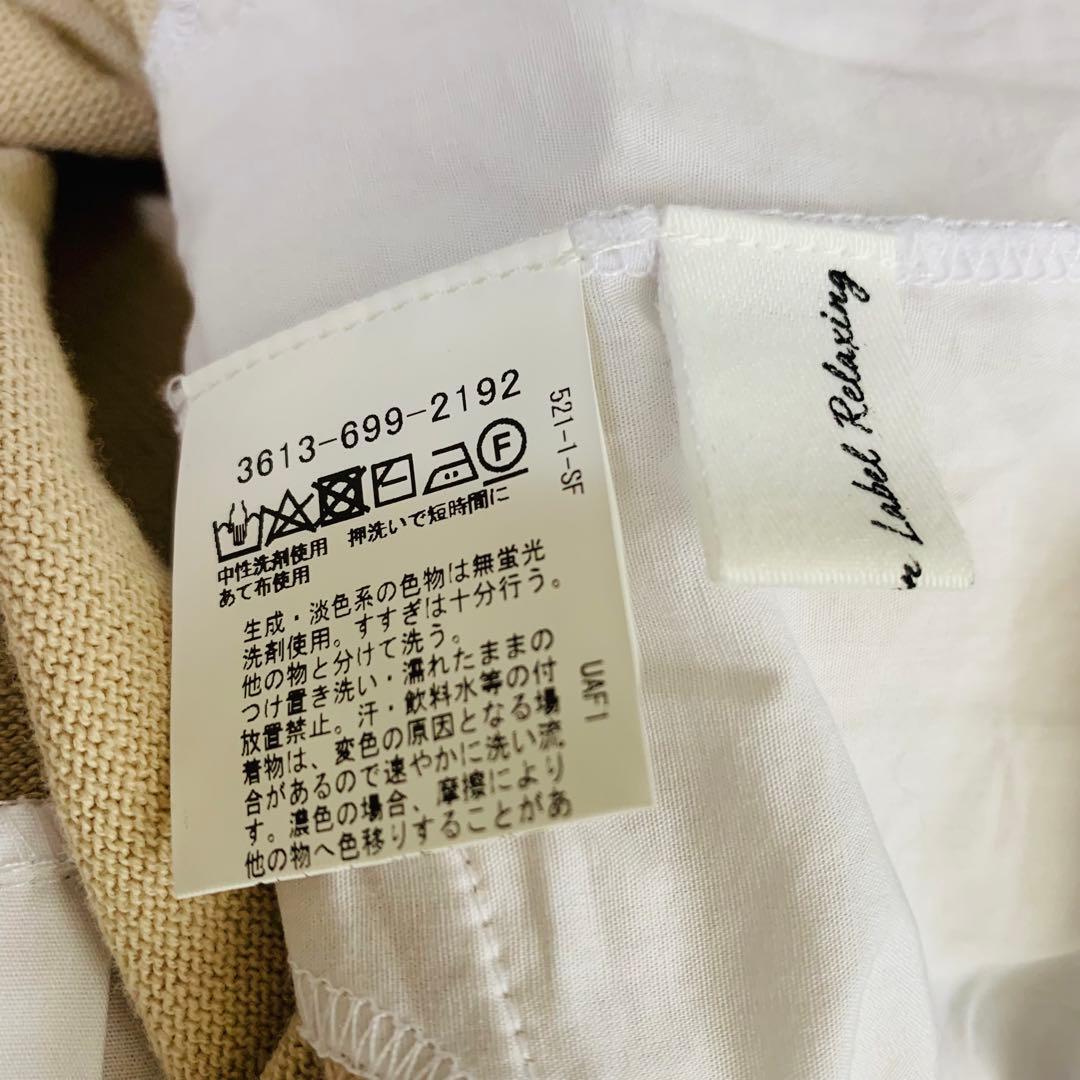 3613-699-2192
F
中性洗剤使用 押洗いで短時間に
あて布使用
生成・淡色系の色物は無蛍光
洗剤使用。すすぎは十分行う。
他の物と分けて洗う。
つけ置き洗い・濡れたままの
放置禁止。汗・飲料水等の付
着物は、変色の原因となる場
合があるので速やかに洗い流
す。濃色の場合、摩擦により
他の物へ色移りすることがあ
521-1-SF
UAF1
Label Relaxing